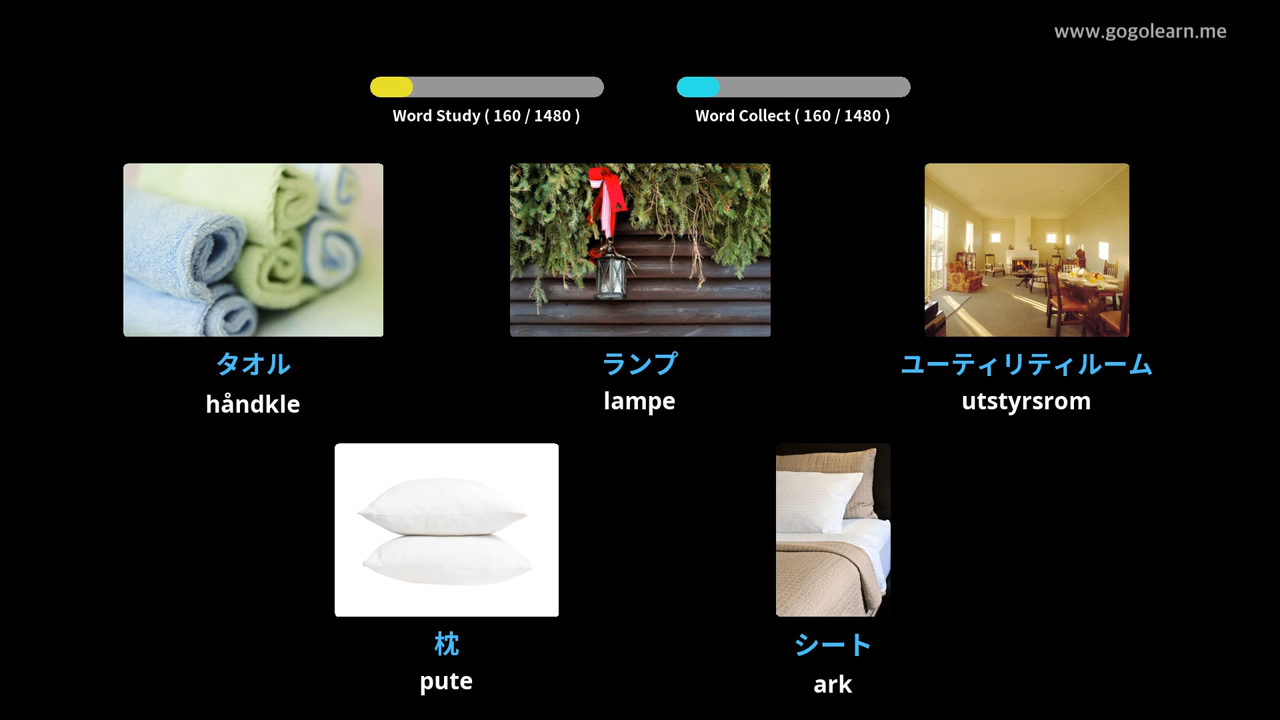 www.gogolearn.me
Word Study ( 160 / 1480 )
Word Collect ( 160 / 1480 )
タオル
håndkle
ランプ
lampe
ユーティリティルーム
utstyrsrom
枕
pute
シート
ark